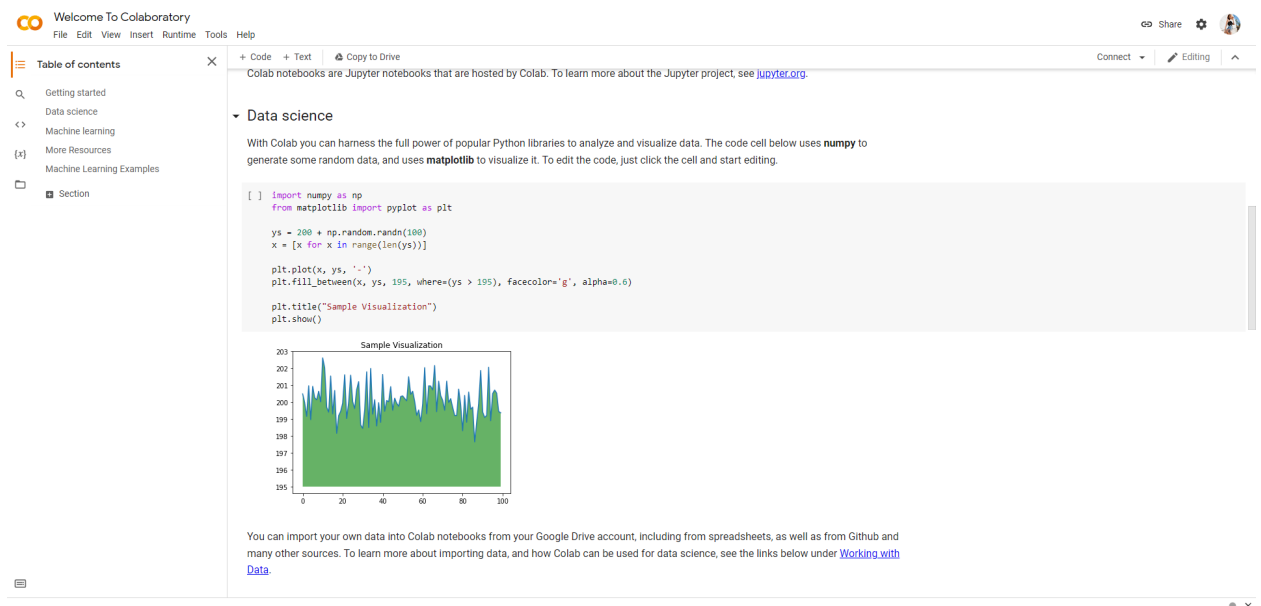 Welcome To Colaboratory
File Edit View Insert Runtime Tools Help
Share
Table of contents
Getting started
Data science
Machine learning
More Resources
Machine Learning Examples
Section
+ Code + Text Copy to Drive
Connect Editing
Colab notebooks are Jupyter notebooks that are hosted by Colab. To learn more about the Jupyter project, see jupyter.org.
Data science
With Colab you can harness the full power of popular Python libraries to analyze and visualize data. The code cell below uses numpy to
generate some random data, and uses matplotlib to visualize it. To edit the code, just click the cell and start editing.
[ ] import numpy as np
from matplotlib import pyplot as plt
ys = 200 + np.random.randn(100)
x = [x for x in range(len(ys))]
plt.plot(x, ys, '-')
plt.fill_between(x, ys, 195, where=(ys > 195), facecolor='g', alpha=0.6)
plt.title("Sample Visualization")
plt.show()
Sample Visualization
203
202
201
200
199
198
197
196
195
0 20 40 60 80 100
You can import your own data into Colab notebooks from your Google Drive account, including from spreadsheets, as well as from Github and
many other sources. To learn more about importing data, and how Colab can be used for data science, see the links below under Working with
Data.